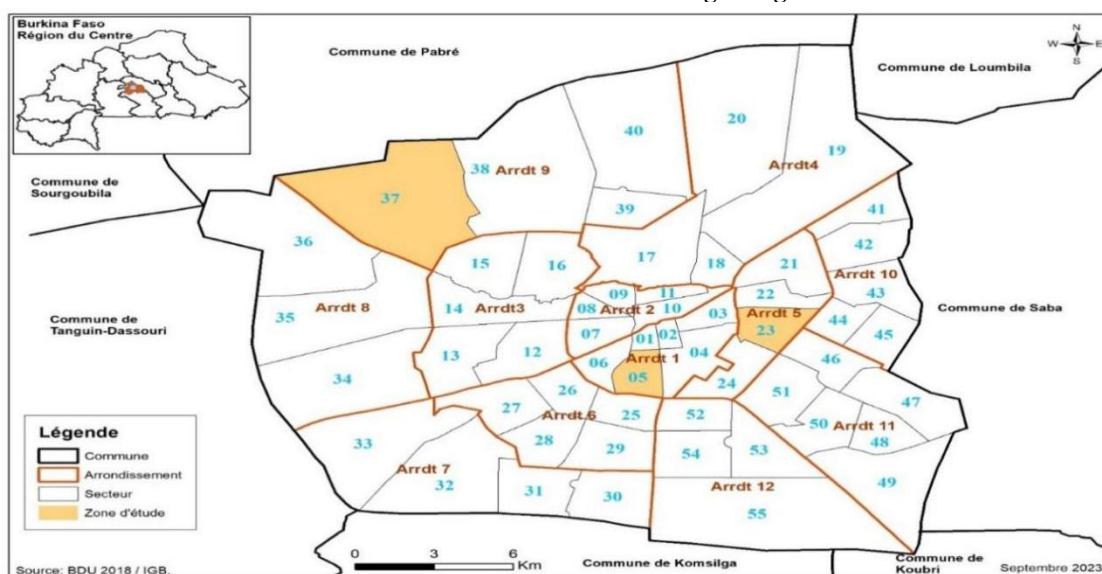 Burkina Faso
Région du Centre
Commune de Pabré
N
W E
S
Commune de Loumbila
Commune de
Sourgoubila
Commune de
Tanguin-Dassouri
Commune de Saba
40
20
19
38
Arrdt 9
Arrdt4
37
39
41
36
42
17
15
16
18
21
Arrdt 10
Arrdt 8
14
Arrdt3
09
11
22
43
08
Arrdt 2
10
03
Arrdt 5
35
07
01
02
23
44
45
13
12
06
Arrdt 1
04
46
34
05
24
26
51
47
27
Arrdt 6
25
52
50
Arrdt 11
33
28
29
54
53
48
Arrdt 7
32
31
30
Arrdt 12
49
55
Légende
Commune
Arrondissement
Secteur
Zone d'étude
0 3 6
Km
Commune de Komsilga
Commune de
Koubri
Source: BDU 2018 / IGB.
Septembre 2023